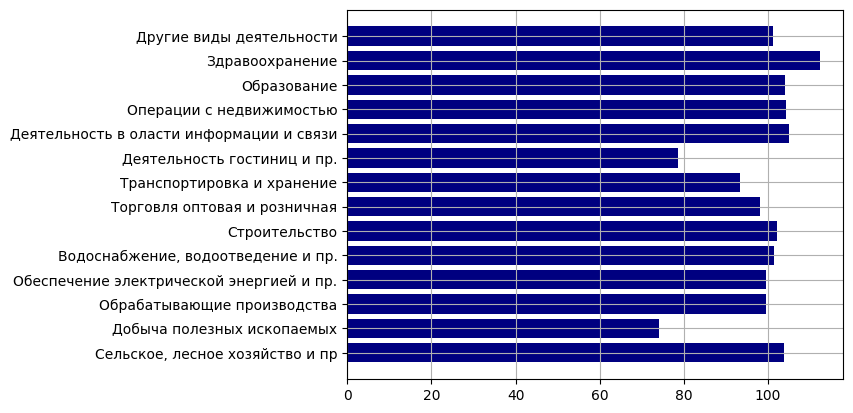 Другие виды деятельности
Здравоохранение
Образование
Операции с недвижимостью
Деятельность в оласти информации и связи
Деятельность гостиниц и пр.
Транспортировка и хранение
Торговля оптовая и розничная
Строительство
Водоснабжение, водоотведение и пр.
Обеспечение электрической энергией и пр.
Обрабатывающие производства
Добыча полезных ископаемых
Сельское, лесное хозяйство и пр
0 20 40 60 80 100